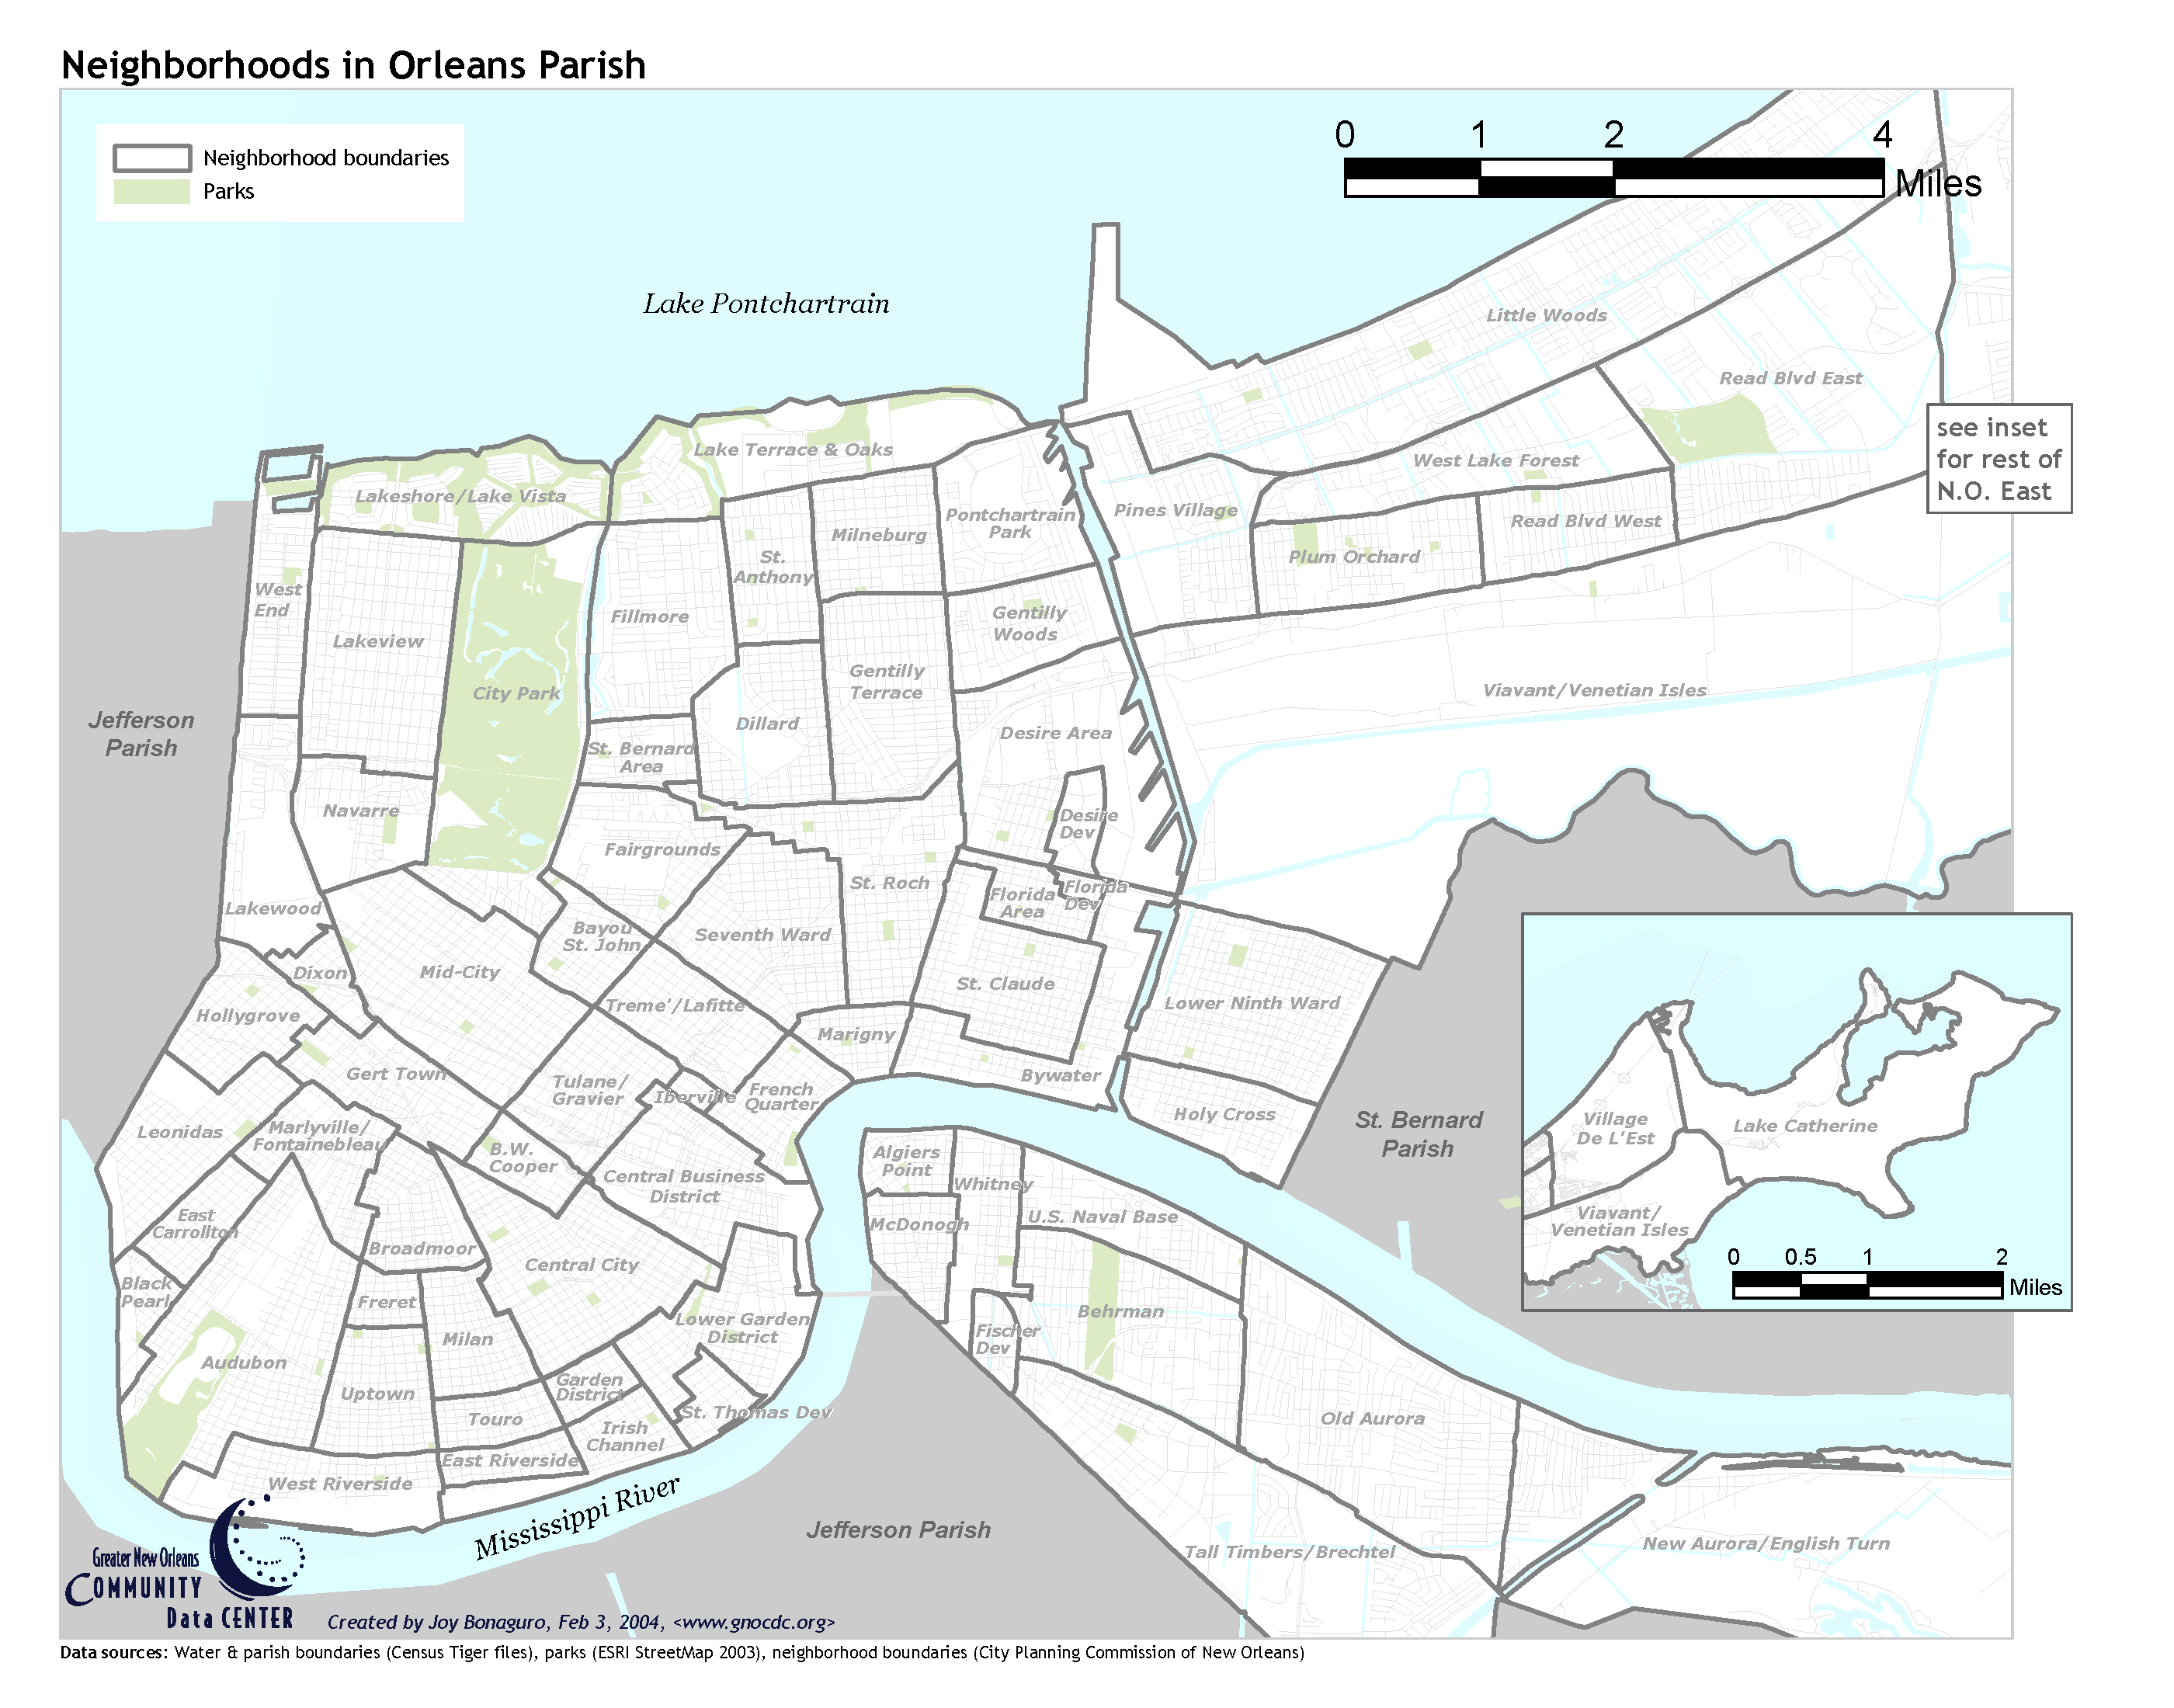 Neighborhoods in Orleans Parish
Neighborhood boundaries
Parks
0 1 2 4
Miles
Lake Pontchartrain
Little Woods
Read Blvd East
see inset
for rest of
N.O. East
West Lake Forest
Lake Terrace & Oaks
Lakeshore/Lake Vista
Pines Village
Read Blvd West
Pontchartrain
Park
Milneburg
Plum Orchard
St.
Anthony
West
End
Fillmore
Gentilly
Woods
Lakeview
Gentilly
Terrace
City Park
Viavant/Venetian Isles
Jefferson
Parish
Dillard
Desire Area
St. Bernard
Area
Navarre
Desire
Dev
Fairgrounds
St. Roch
Florida
Area
Florida
Dev
Lakewood
Bayou
St. John
Seventh Ward
Dixon
Mid-City
St. Claude
Lower Ninth Ward
Treme'/Lafitte
Hollygrove
Marigny
Gert Town
Bywater
Tulane/
Gravier
Iberville
French
Quarter
Holy Cross
St. Bernard
Parish
Leonidas
Marlyville/
Fontainebleau
B.W.
Cooper
Algiers
Point
Central Business
District
Whitney
East
Carrollton
McDonogh
U.S. Naval Base
Broadmoor
Central City
Black
Pearl
Freret
Behrman
Lower Garden
District
Fischer
Dev
Milan
Audubon
Garden
District
Uptown
St. Thomas Dev
Touro
Old Aurora
Irish
Channel
East Riverside
West Riverside
Mississippi River
Jefferson Parish
Tall Timbers/Brechtel
New Aurora/English Turn
Village
De L'Est
Lake Catherine
Viavant/
Venetian Isles
0 0.5 1 2
Miles
Greater New Orleans
COMMUNITY
Data CENTER
Created by Joy Bonaguro, Feb 3, 2004, <www.gnocdc.org>
Data sources: Water & parish boundaries (Census Tiger files), parks (ESRI StreetMap 2003), neighborhood boundaries (City Planning Commission of New Orleans)